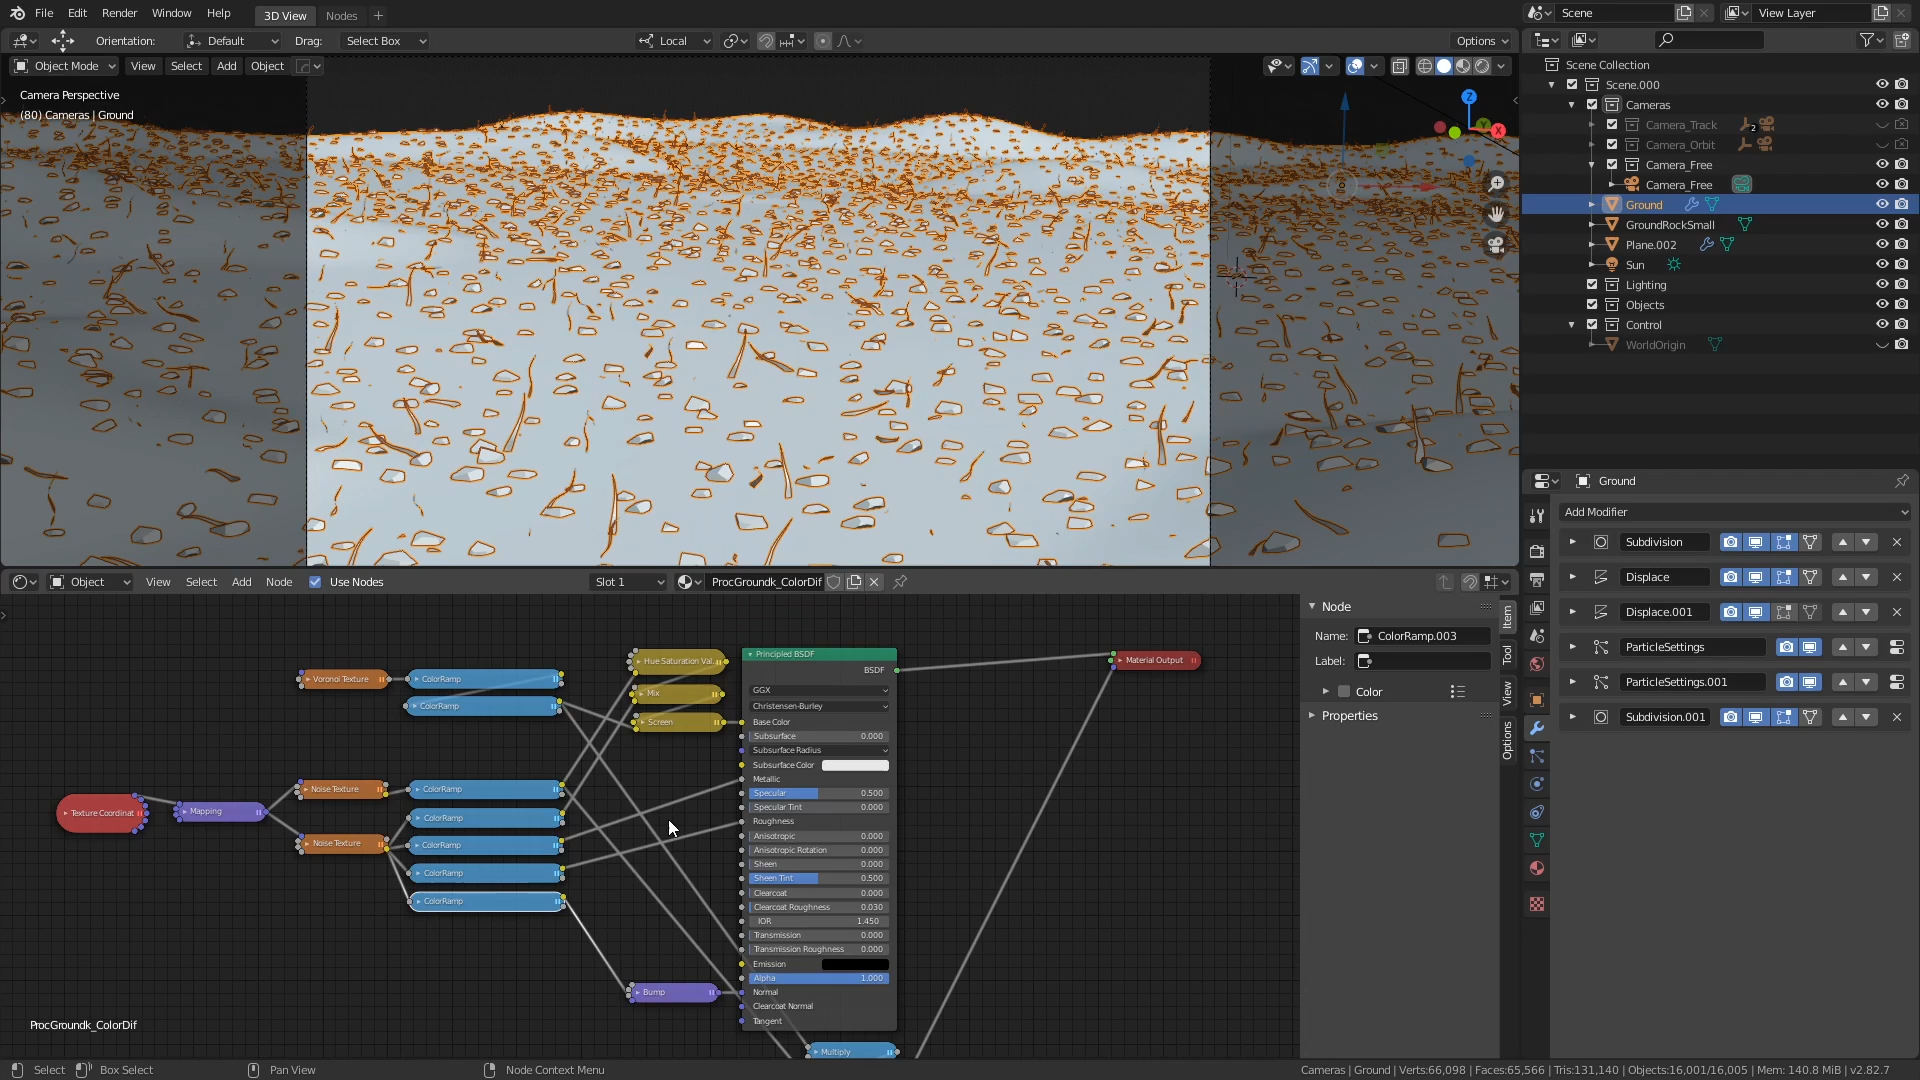 File Edit Render Window Help 3D View Nodes +
Scene View Layer
Orientation: Default Drag: Select Box Local Options
Object Mode View Select Add Object
Camera Perspective
(80) Cameras | Ground
Z
Y
X
Scene Collection
Scene.000
Cameras
Camera_Track 2
Camera_Orbit
Camera_Free
Camera_Free
Ground
GroundRockSmall
Plane.002
Sun
Lighting
Objects
Control
WorldOrigin
Ground
Add Modifier
Subdivision
Displace
Displace.001
ParticleSettings
ParticleSettings.001
Subdivision.001
Object View Select Add Node Use Nodes Slot 1 ProcGroundk_ColorDif
Node
Name: ColorRamp.003
Label:
Color
Properties
Item
Tool
View
Options
Texture Coordinat
Mapping
Voronoi Texture
Noise Texture
Noise Texture
ColorRamp
ColorRamp
ColorRamp
ColorRamp
ColorRamp
ColorRamp
ColorRamp
Hue Saturation Val..
Mix
Screen
Bump
Principled BSDF
BSDF
GGX
Christensen-Burley
Base Color
Subsurface 0.000
Subsurface Radius
Subsurface Color
Metallic
Specular 0.500
Specular Tint 0.000
Roughness
Anisotropic 0.000
Anisotropic Rotation 0.000
Sheen 0.000
Sheen Tint 0.500
Clearcoat 0.000
Clearcoat Roughness 0.030
IOR 1.450
Transmission 0.000
Transmission Roughness 0.000
Emission
Alpha 1.000
Normal
Clearcoat Normal
Tangent
Multiply
Material Output
ProcGroundk_ColorDif
Select Box Select Pan View Node Context Menu
Cameras | Ground | Verts:66,098 | Faces:65,566 | Tris:131,140 | Objects:16,001/16,005 | Mem: 140.8 MiB | v2.82.7